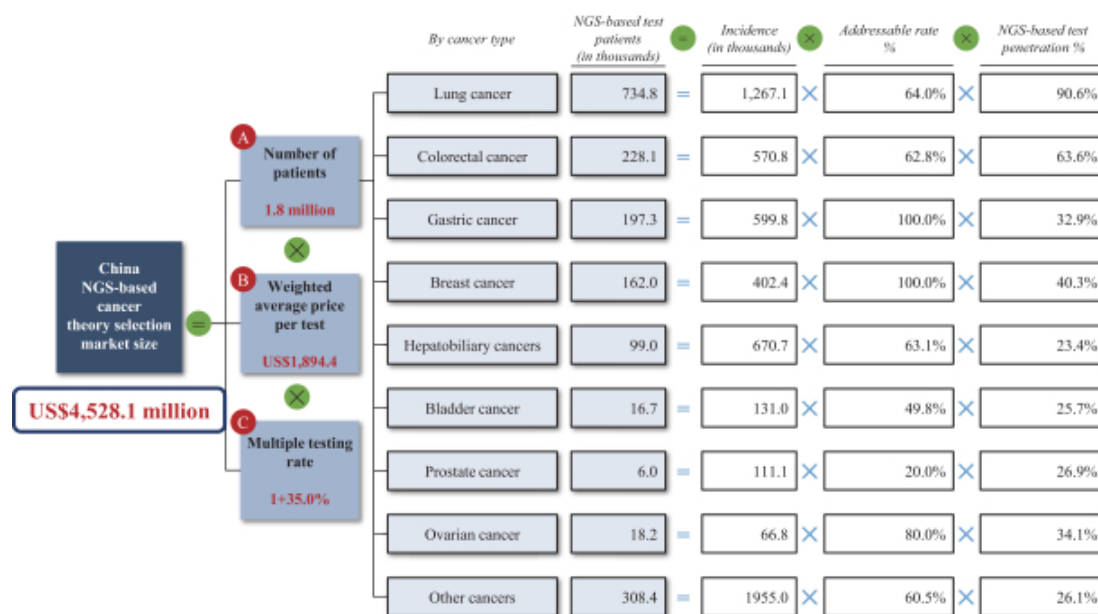 By cancer type
NGS-based test
patients
(in thousands)
=
Incidence
(in thousands)
×
Addressable rate
%
×
NGS-based test
penetration %
Lung cancer 734.8 = 1,267.1 × 64.0% × 90.6%
A
Number of
patients
1.8 million
Colorectal cancer 228.1 = 570.8 × 62.8% × 63.6%
Gastric cancer 197.3 = 599.8 × 100.0% × 32.9%
×
China
NGS-based
cancer
theory selection
market size
=
US$4,528.1 million
B
Weighted
average price
per test
US$1,894.4
Breast cancer 162.0 = 402.4 × 100.0% × 40.3%
Hepatobiliary cancers 99.0 = 670.7 × 63.1% × 23.4%
×
Bladder cancer 16.7 = 131.0 × 49.8% × 25.7%
C
Multiple testing
rate
1+35.0%
Prostate cancer 6.0 = 111.1 × 20.0% × 26.9%
Ovarian cancer 18.2 = 66.8 × 80.0% × 34.1%
Other cancers 308.4 = 1955.0 × 60.5% × 26.1%